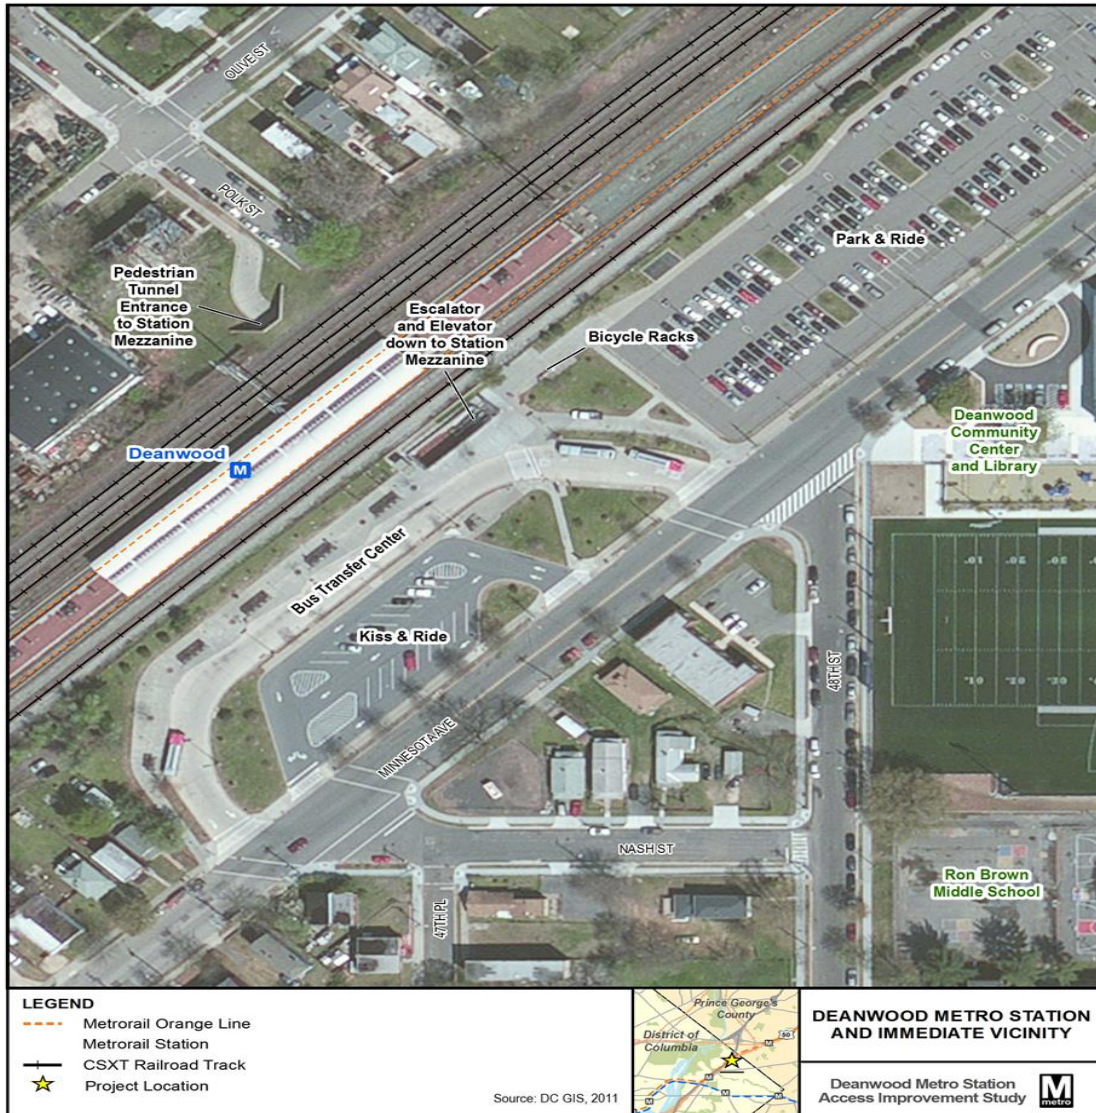 OLIVE ST
POLK ST
Park & Ride
Pedestrian
Tunnel
Entrance
to Station
Mezzanine
Escalator
and Elevator
down to Station
Mezzanine
Bicycle Racks
Deanwood
M
Deanwood
Community
Center
and Library
Bus Transfer Center
Kiss & Ride
48TH ST
MINNESOTA AVE
NASH ST
47TH PL
Ron Brown
Middle School
LEGEND
Metrorail Orange Line
Metrorail Station
CSXT Railroad Track
Project Location
Source: DC GIS, 2011
Prince George's
County
District of
Columbia
50
DEANWOOD METRO STATION
AND IMMEDIATE VICINITY
Deanwood Metro Station
Access Improvement Study
M
metro